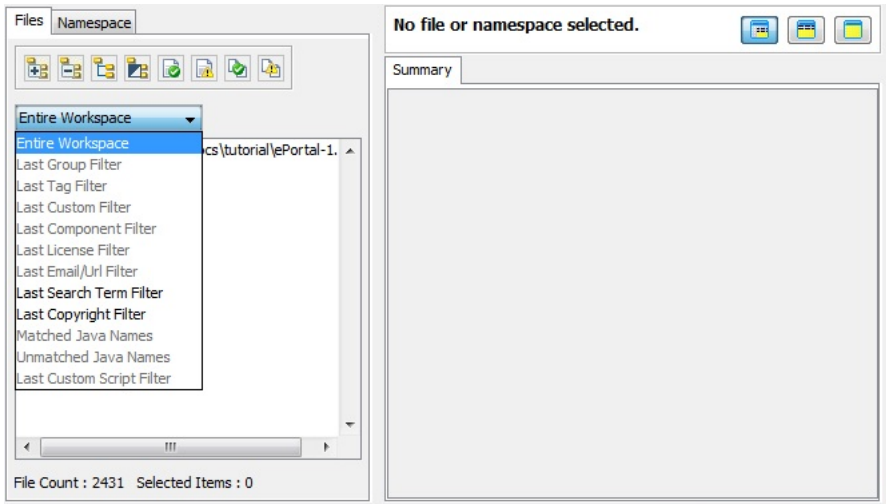 Files Namespace
No file or namespace selected.
Summary
Entire Workspace
Entire Workspace
ocs\tutorial\ePortal-1.
Last Group Filter
Last Tag Filter
Last Custom Filter
Last Component Filter
Last License Filter
Last Email/Url Filter
Last Search Term Filter
Last Copyright Filter
Matched Java Names
Unmatched Java Names
Last Custom Script Filter
File Count : 2431 Selected Items : 0